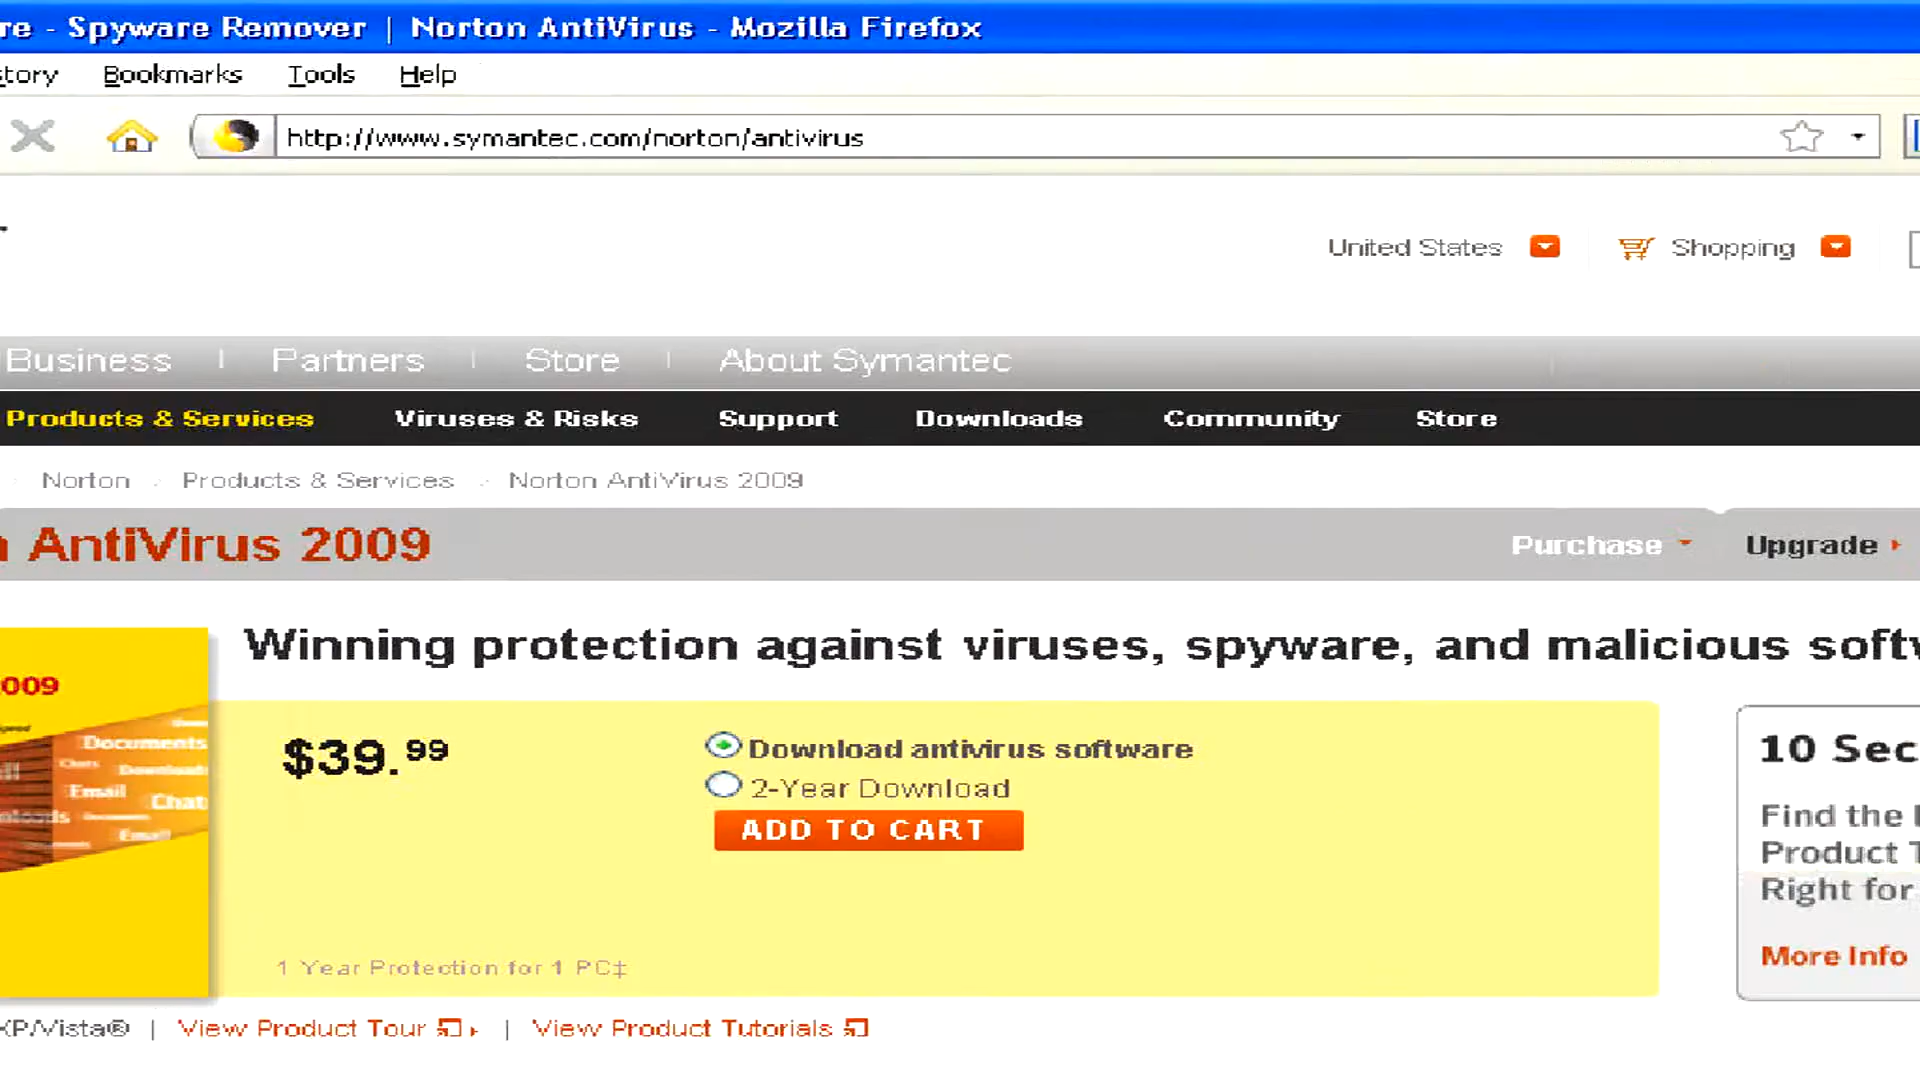 re - Spyware Remover | Norton AntiVirus - Mozilla Firefox
story Bookmarks Tools Help
http://www.symantec.com/norton/antivirus
United States Shopping
Business | Partners | Store | About Symantec
Products & Services Viruses & Risks Support Downloads Community Store
Norton Products & Services Norton AntiVirus 2009
n AntiVirus 2009 Purchase Upgrade
Winning protection against viruses, spyware, and malicious softw
009
Documents
Chats Downloads
Email Chat
nloads
Email
$39.99
Download antivirus software
2-Year Download
ADD TO CART
1 Year Protection for 1 PC‡
10 Sec
Find the
Product T
Right for
More Info
XP/Vista® | View Product Tour | View Product Tutorials